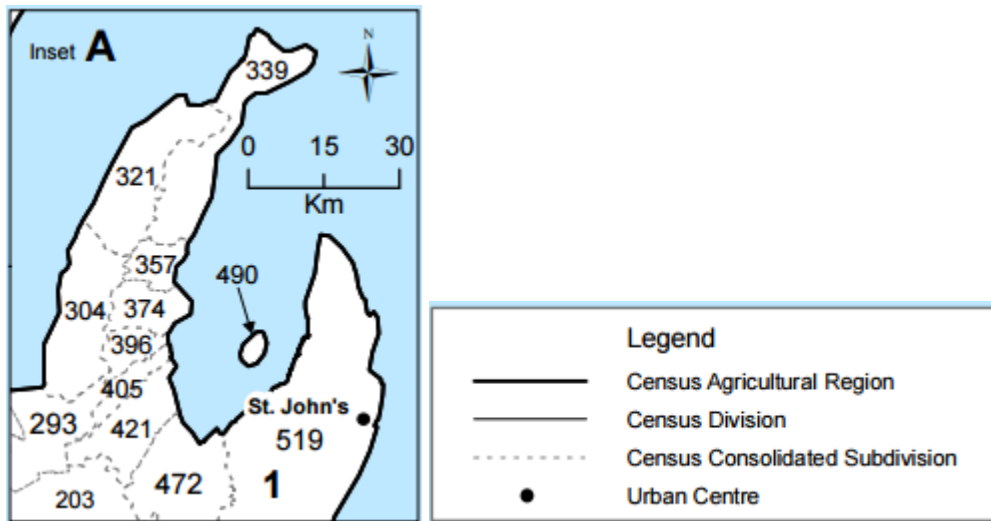 Inset A
N
339
0 15 30
Km
321
357
490
304
374
396
405
St. John's
293
421
519
472
1
203
Legend
Census Agricultural Region
Census Division
Census Consolidated Subdivision
Urban Centre